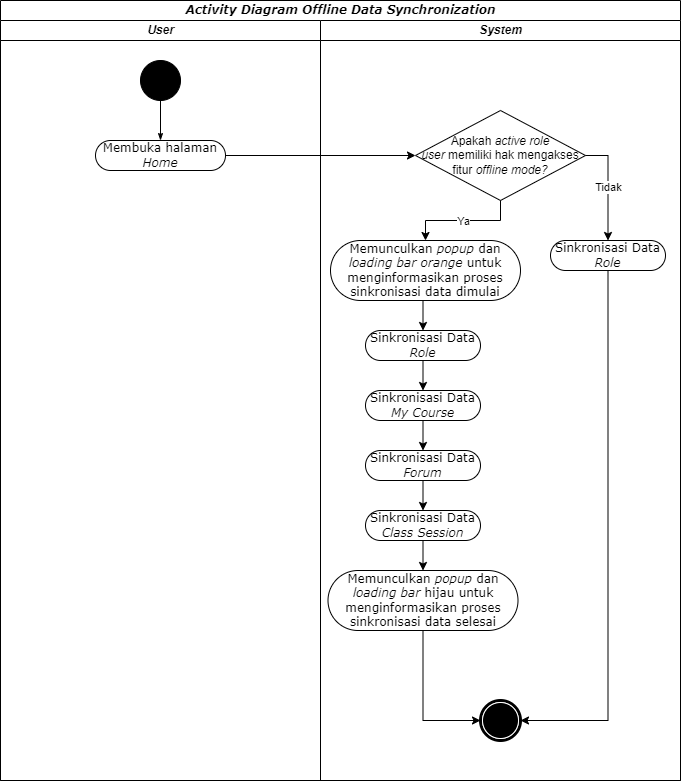 Activity Diagram Offline Data Synchronization
User
System
Membuka halaman
Home
Apakah active role
user memiliki hak mengakses
fitur offline mode?
Tidak
Ya
Memunculkan popup dan
loading bar orange untuk
menginformasikan proses
sinkronisasi data dimulai
Sinkronisasi Data
Role
Sinkronisasi Data
Role
Sinkronisasi Data
My Course
Sinkronisasi Data
Forum
Sinkronisasi Data
Class Session
Memunculkan popup dan
loading bar hijau untuk
menginformasikan proses
sinkronisasi data selesai